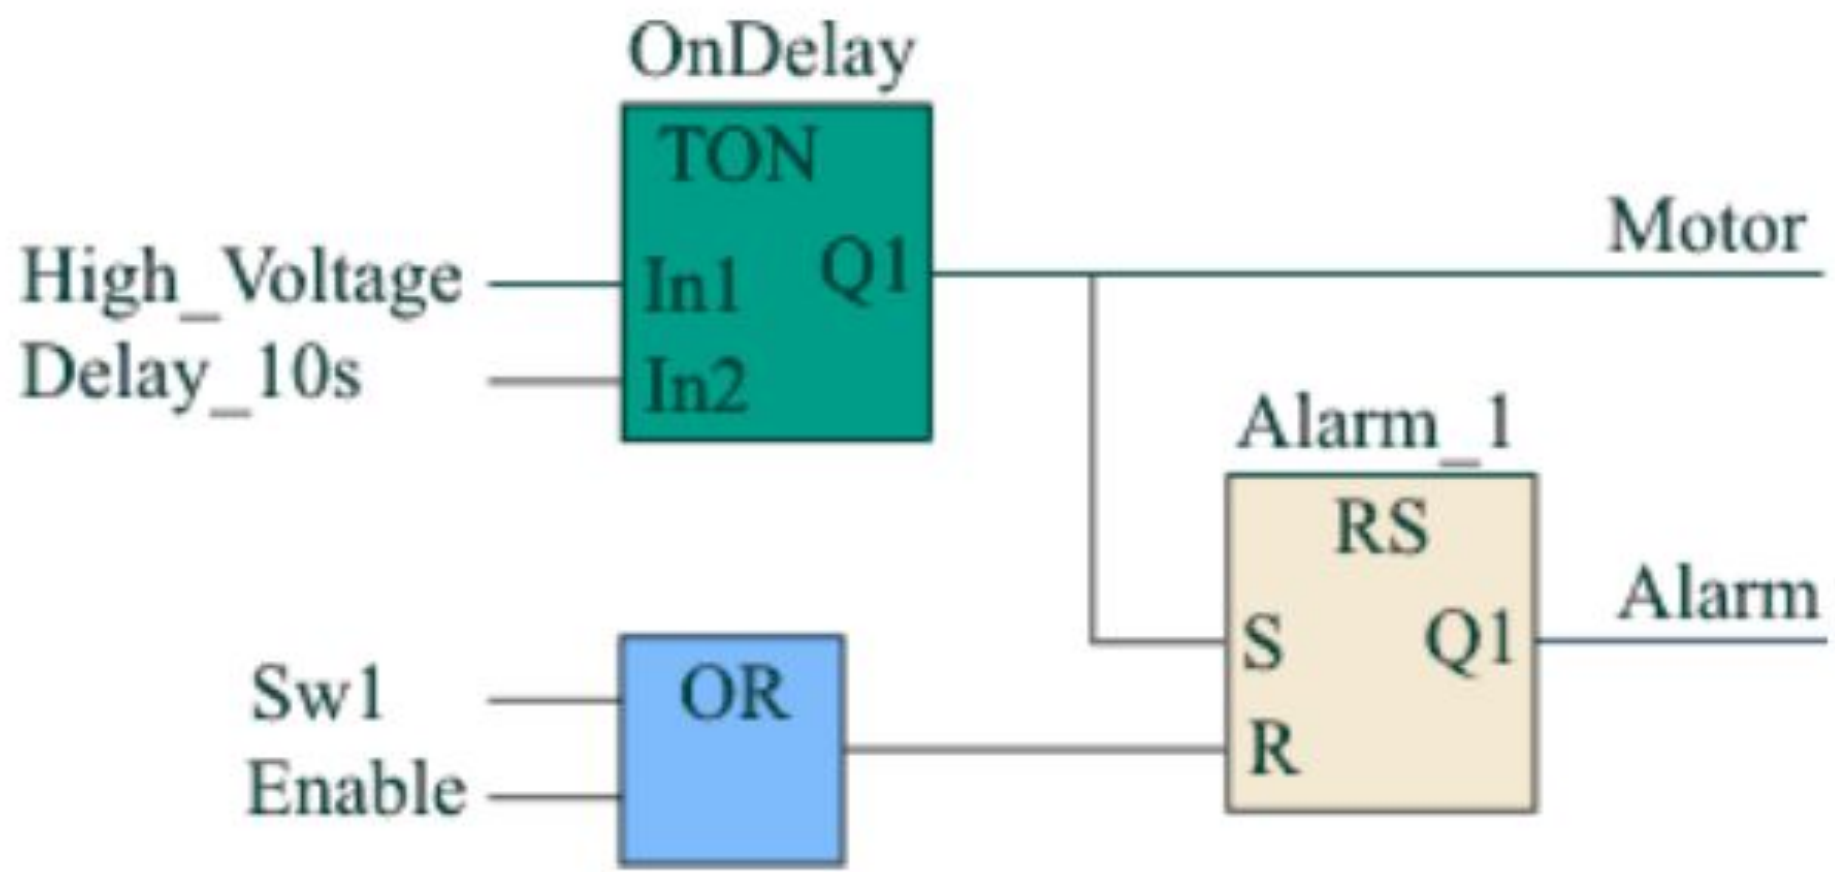 OnDelay
TON
High_Voltage
In1
Q1
Motor
Delay_10s
In2
Alarm_1
RS
Sw1
OR
S
Q1
Alarm
Enable
R